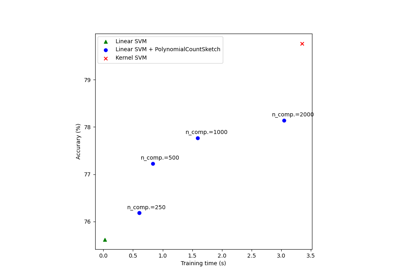 Linear SVM
Linear SVM + PolynomialCountSketch
Kernel SVM
79
78
77
76
Accurary (%)
n_comp.=2000
n_comp.=1000
n_comp.=500
n_comp.=250
0.0 0.5 1.0 1.5 2.0 2.5 3.0 3.5
Training time (s)